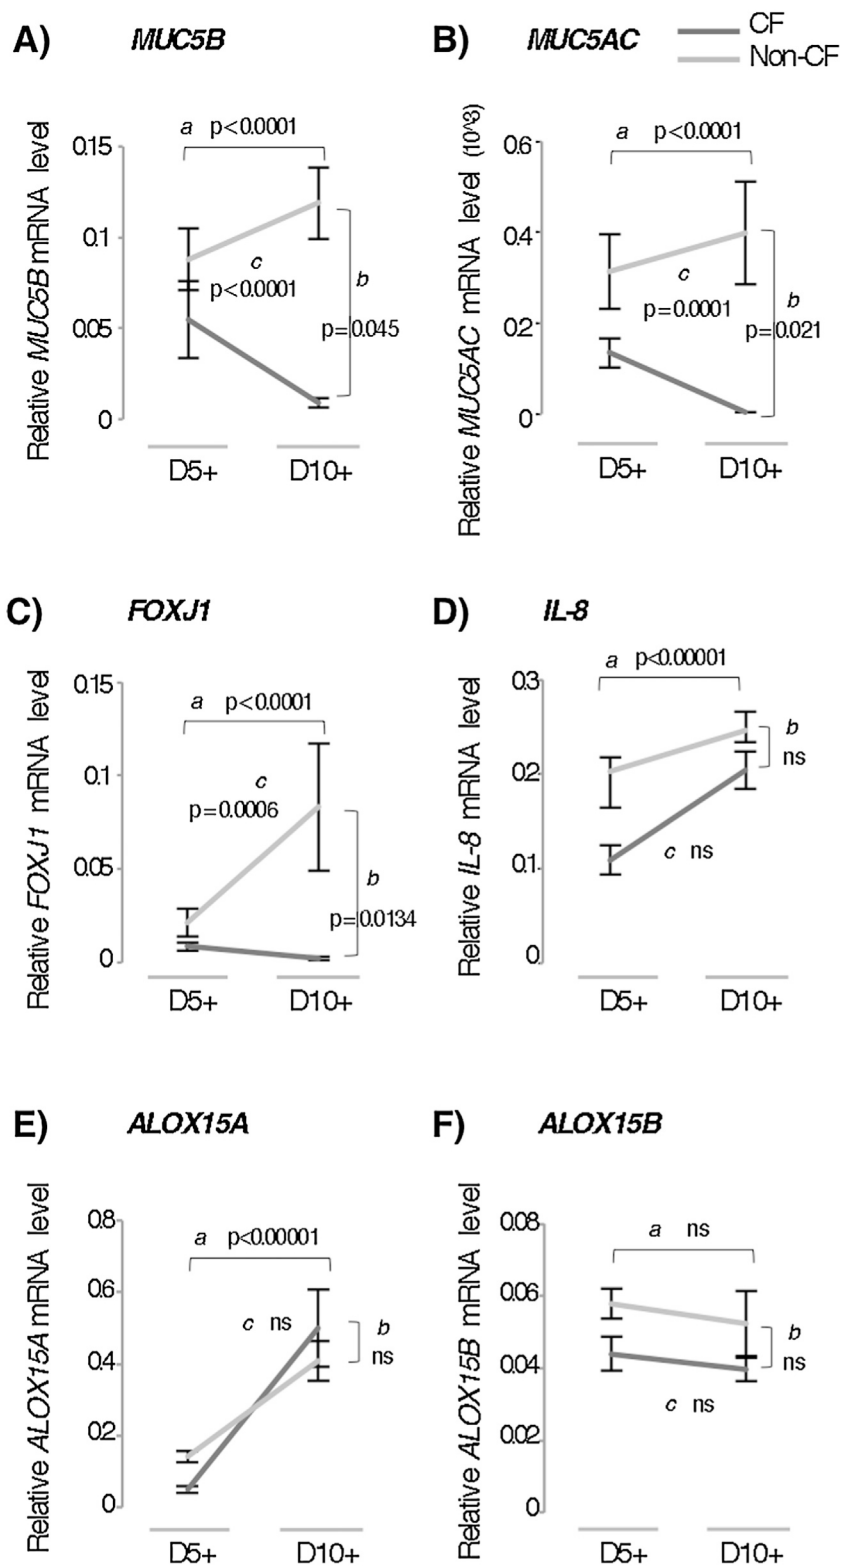 A) MUC5B
B) MUC5AC
CF
Non-CF
Relative MUC5B mRNA level
0.15
0.1
0.05
0
a p<0.0001
c
p<0.0001
b
p=0.045
D5+ D10+
Relative MUC5AC mRNA level (10^3)
0.6
0.4
0.2
0
a p<0.0001
c
p=0.0001
b
p=0.021
D5+ D10+
C) FOXJ1
Relative FOXJ1 mRNA level
0.15
0.1
0.05
0
a p<0.0001
c
p=0.0006
b
p=0.0134
D5+ D10+
D) IL-8
Relative IL-8 mRNA level
0.3
0.2
0.1
0
a p<0.00001
b
ns
c ns
D5+ D10+
E) ALOX15A
Relative ALOX15A mRNA level
0.8
0.6
0.4
0.2
0
a p<0.00001
c ns
b
ns
D5+ D10+
F) ALOX15B
Relative ALOX15B mRNA level
0.08
0.06
0.04
0.02
0
a ns
b
ns
c ns
D5+ D10+